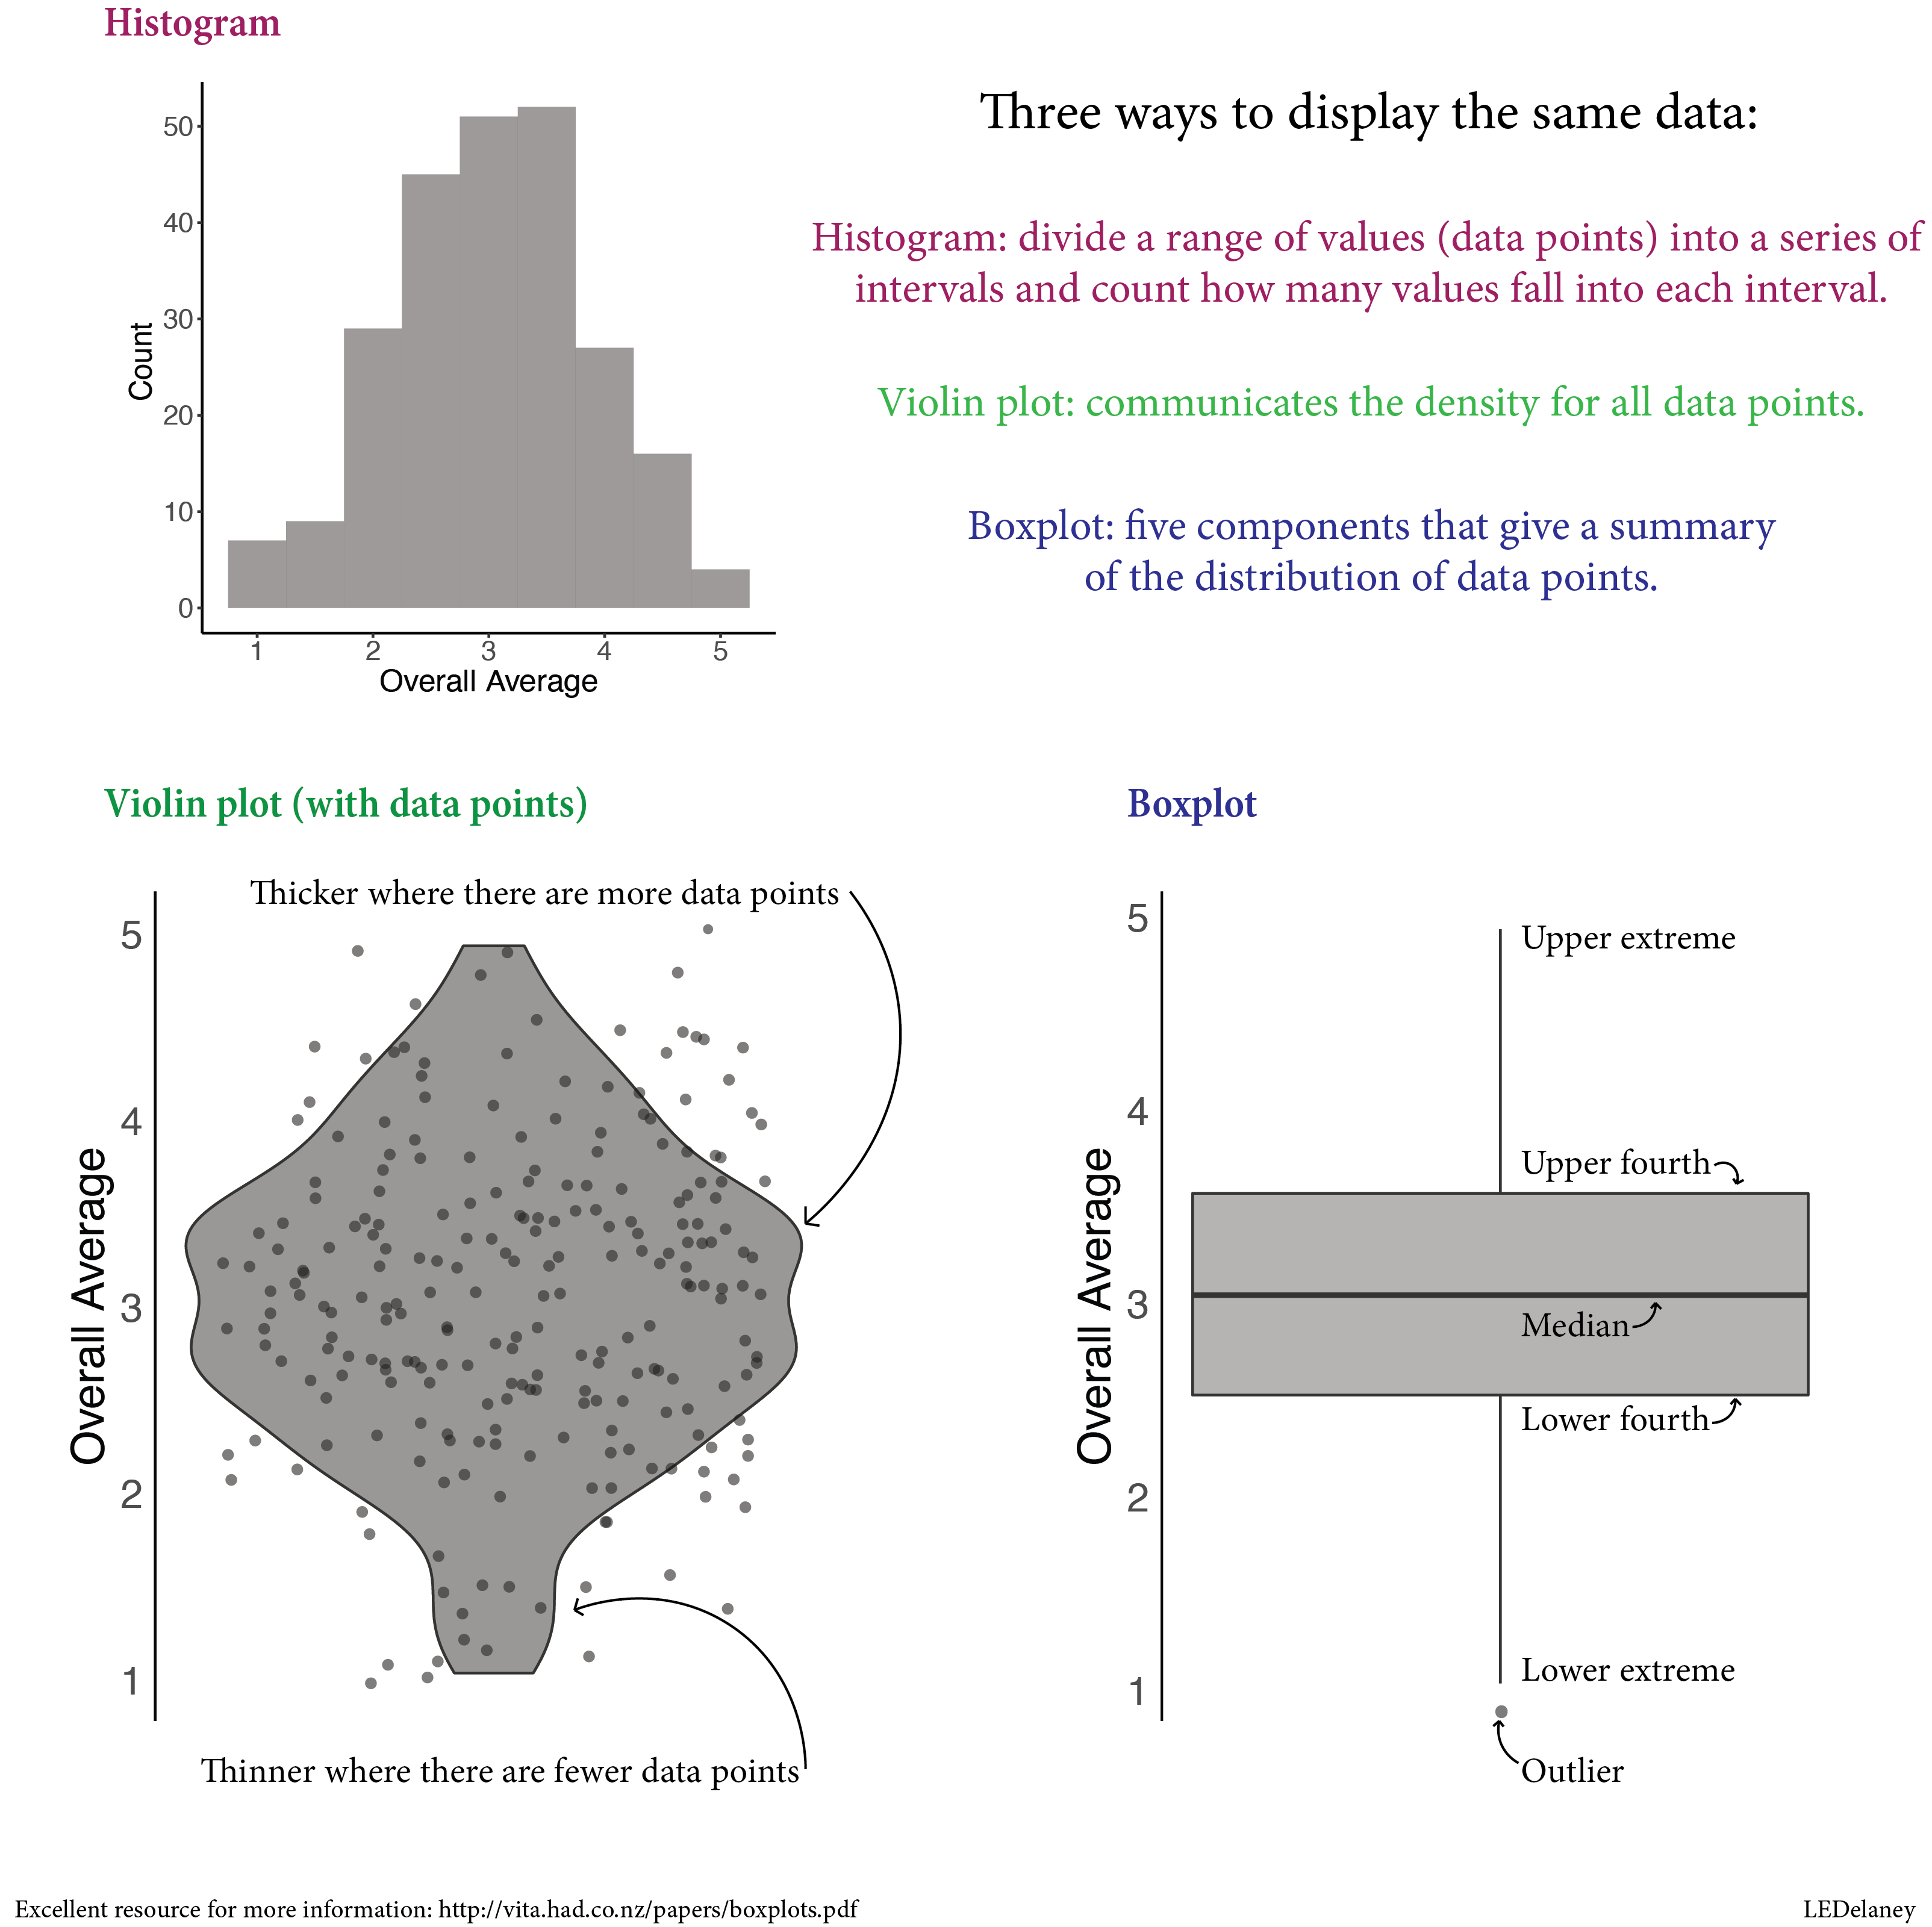 Histogram
50
40
30
20
10
0
Count
1 2 3 4 5
Overall Average
Three ways to display the same data:
Histogram: divide a range of values (data points) into a series of
intervals and count how many values fall into each interval.
Violin plot: communicates the density for all data points.
Boxplot: five components that give a summary
of the distribution of data points.
Violin plot (with data points)
Thicker where there are more data points
5
4
3
2
1
Overall Average
Thinner where there are fewer data points
Boxplot
5
4
3
2
1
Overall Average
Upper extreme
Upper fourth
Median
Lower fourth
Lower extreme
Outlier
Excellent resource for more information: http://vita.had.co.nz/papers/boxplots.pdf
LEDelaney